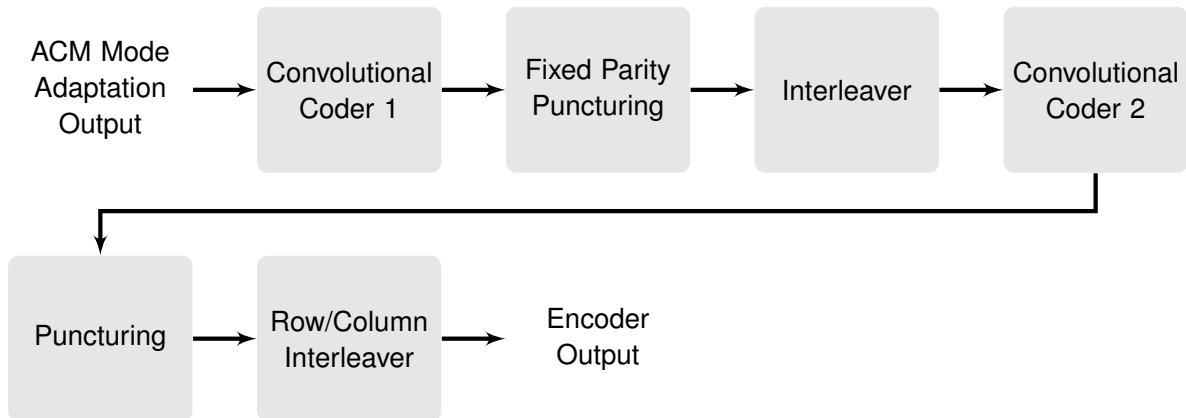 ACM Mode
Adaptation
Output
Convolutional
Coder 1
Fixed Parity
Puncturing
Interleaver
Convolutional
Coder 2
Puncturing
Row/Column
Interleaver
Encoder
Output